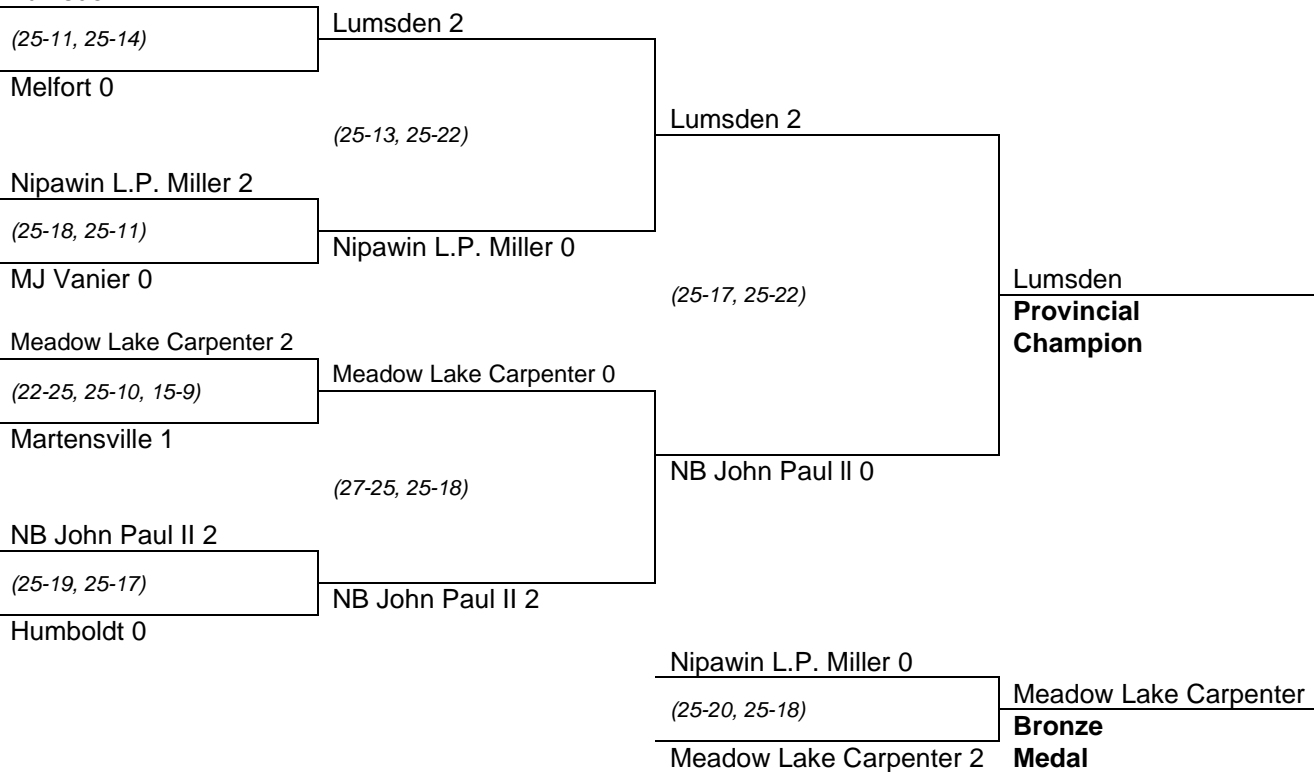 (25-11, 25-14)
Melfort 0
Nipawin L.P. Miller 2
(25-18, 25-11)
MJ Vanier 0
Meadow Lake Carpenter 2
(22-25, 25-10, 15-9)
Martensville 1
NB John Paul II 2
(25-19, 25-17)
Humboldt 0
Lumsden 2
(25-13, 25-22)
Nipawin L.P. Miller 0
Meadow Lake Carpenter 0
(27-25, 25-18)
NB John Paul II 2
Lumsden 2
(25-17, 25-22)
NB John Paul ll 0
Lumsden
Provincial
Champion
Nipawin L.P. Miller 0
(25-20, 25-18)
Meadow Lake Carpenter 2
Meadow Lake Carpenter
Bronze
Medal